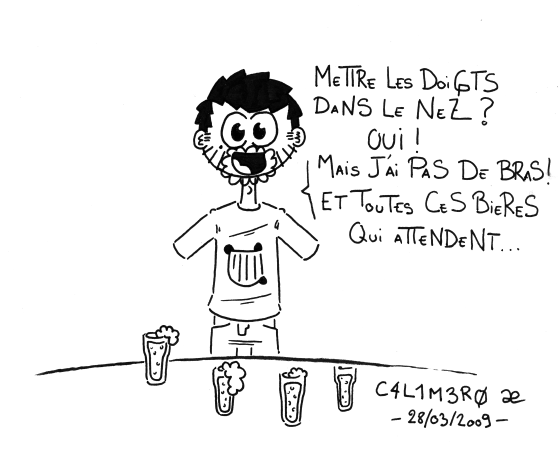 METTRE LES DOiGTS
DANS LE NEZ ?
OUi !
MAiS J'Ai PAS DE BRAS!
ET TOUTES CES BiERES
QUi ATTENDENT...
C4L1M3RØ æ
- 28/03/2009 -